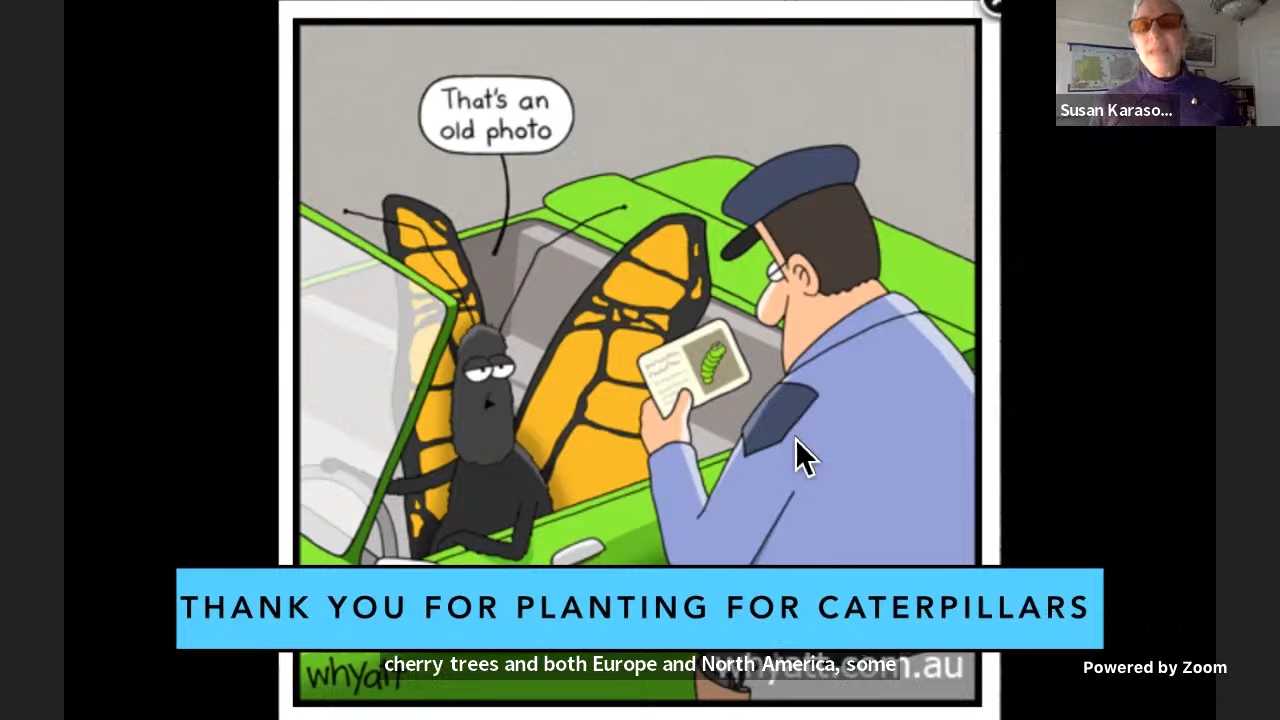 That's an
old photo
Susan Karaso...
THANK YOU FOR PLANTING FOR CATERPILLARS
cherry trees and both Europe and North America, some
whyatt
whyatt.com.au
Powered by Zoom